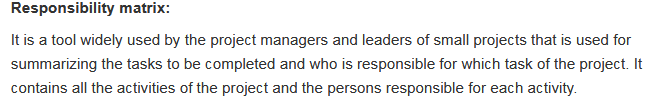 Responsibility matrix:
It is a tool widely used by the project managers and leaders of small projects that is used for
summarizing the tasks to be completed and who is responsible for which task of the project. It
contains all the activities of the project and the persons responsible for each activity.